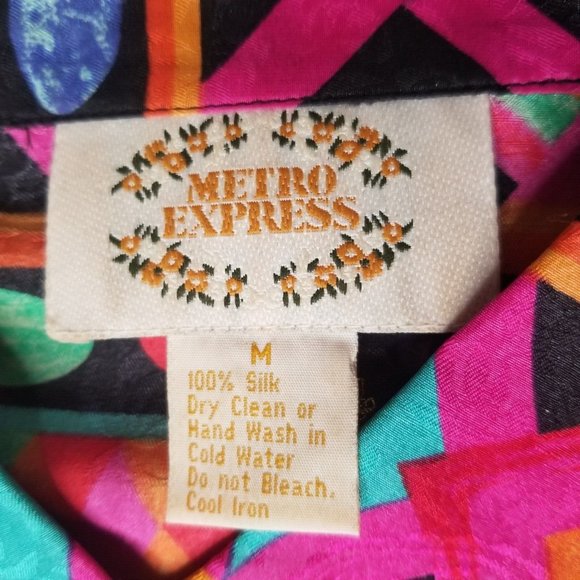 METRO
EXPRESS
M
100% Silk
Dry Clean or
Hand Wash in
Cold Water
Do not Bleach.
Cool Iron